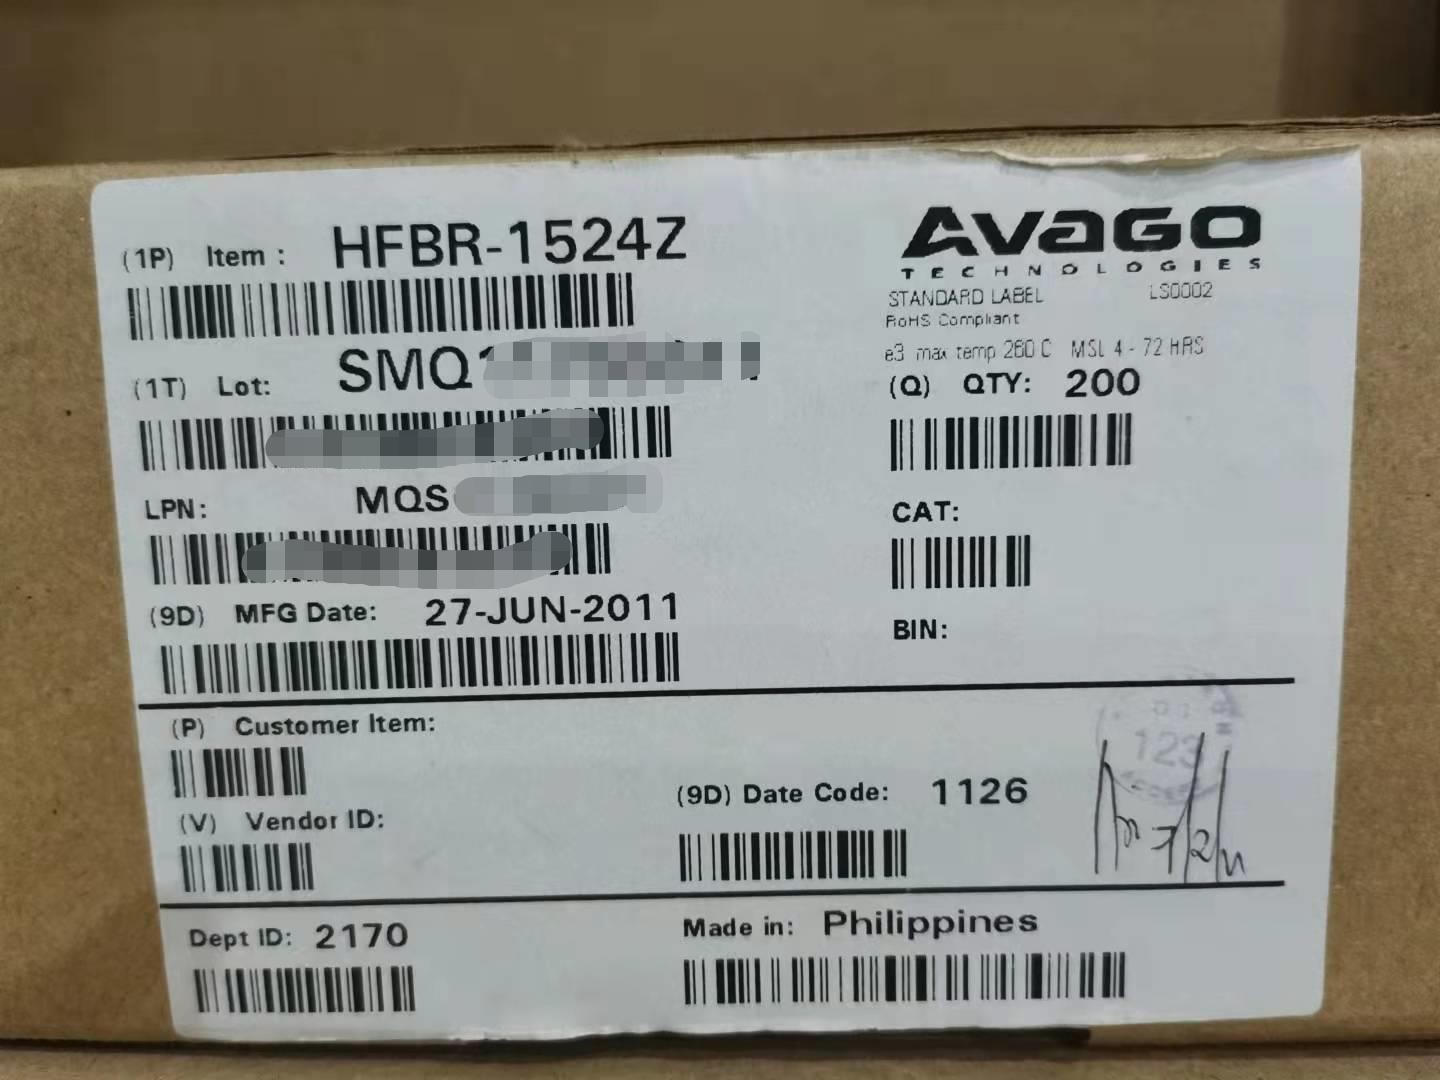 (1P) Item : HFBR-1524Z
AVAGO
TECHNOLOGIES
STANDARD LABEL LS0002
RoHS Compliant
e3 max temp 260 C MSL 4 - 72 HRS
(1T) Lot: SMQ
(Q) QTY: 200
LPN: MQS
CAT:
(9D) MFG Date: 27-JUN-2011
BIN:
(P) Customer Item:
(V) Vendor ID:
(9D) Date Code: 1126
123
Dept ID: 2170
Made in: Philippines